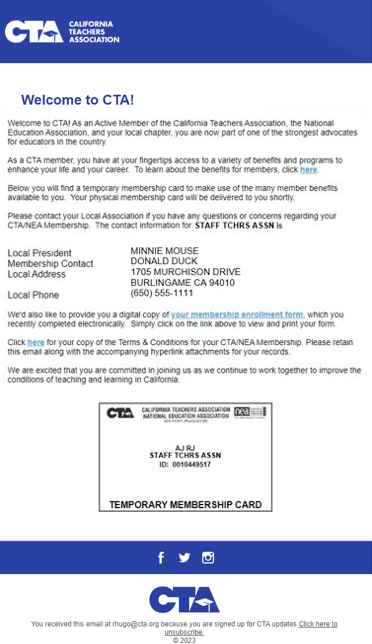 CTA CALIFORNIA
TEACHERS
ASSOCIATION
Welcome to CTA!
Welcome to CTA! As an Active Member of the California Teachers Association, the National
Education Association, and your local chapter, you are now part of one of the strongest advocates
for educators in the country.
As a CTA member, you have at your fingertips access to a variety of benefits and programs to
enhance your life and your career. To learn about the benefits for members, click here.
Below you will find a temporary membership card to make use of the many member benefits
available to you. Your physical membership card will be delivered to you shortly.
Please contact your Local Association if you have any questions or concerns regarding your
CTA/NEA Membership. The contact information for STAFF TCHRS ASSN is
Local President MINNIE MOUSE
Membership Contact DONALD DUCK
Local Address 1705 MURCHISON DRIVE
BURLINGAME CA 94010
Local Phone (650) 555-1111
We'd also like to provide you a digital copy of your membership enrollment form, which you
recently completed electronically. Simply click on the link above to view and print your form.
Click here for your copy of the Terms & Conditions for your CTA/NEA Membership. Please retain
this email along with the accompanying hyperlink attachments for your records.
We are excited that you are committed in joining us as we continue to work together to improve the
conditions of teaching and learning in California.
CTA CALIFORNIA TEACHERS ASSOCIATION nea
NATIONAL EDUCATION ASSOCIATION
AJ RJ
STAFF TCHRS ASSN
ID: 0010449517
TEMPORARY MEMBERSHIP CARD
CTA
You received this email at rhugo@cta.org because you are signed up for CTA updates Click here to
unsubscribe.
© 2023